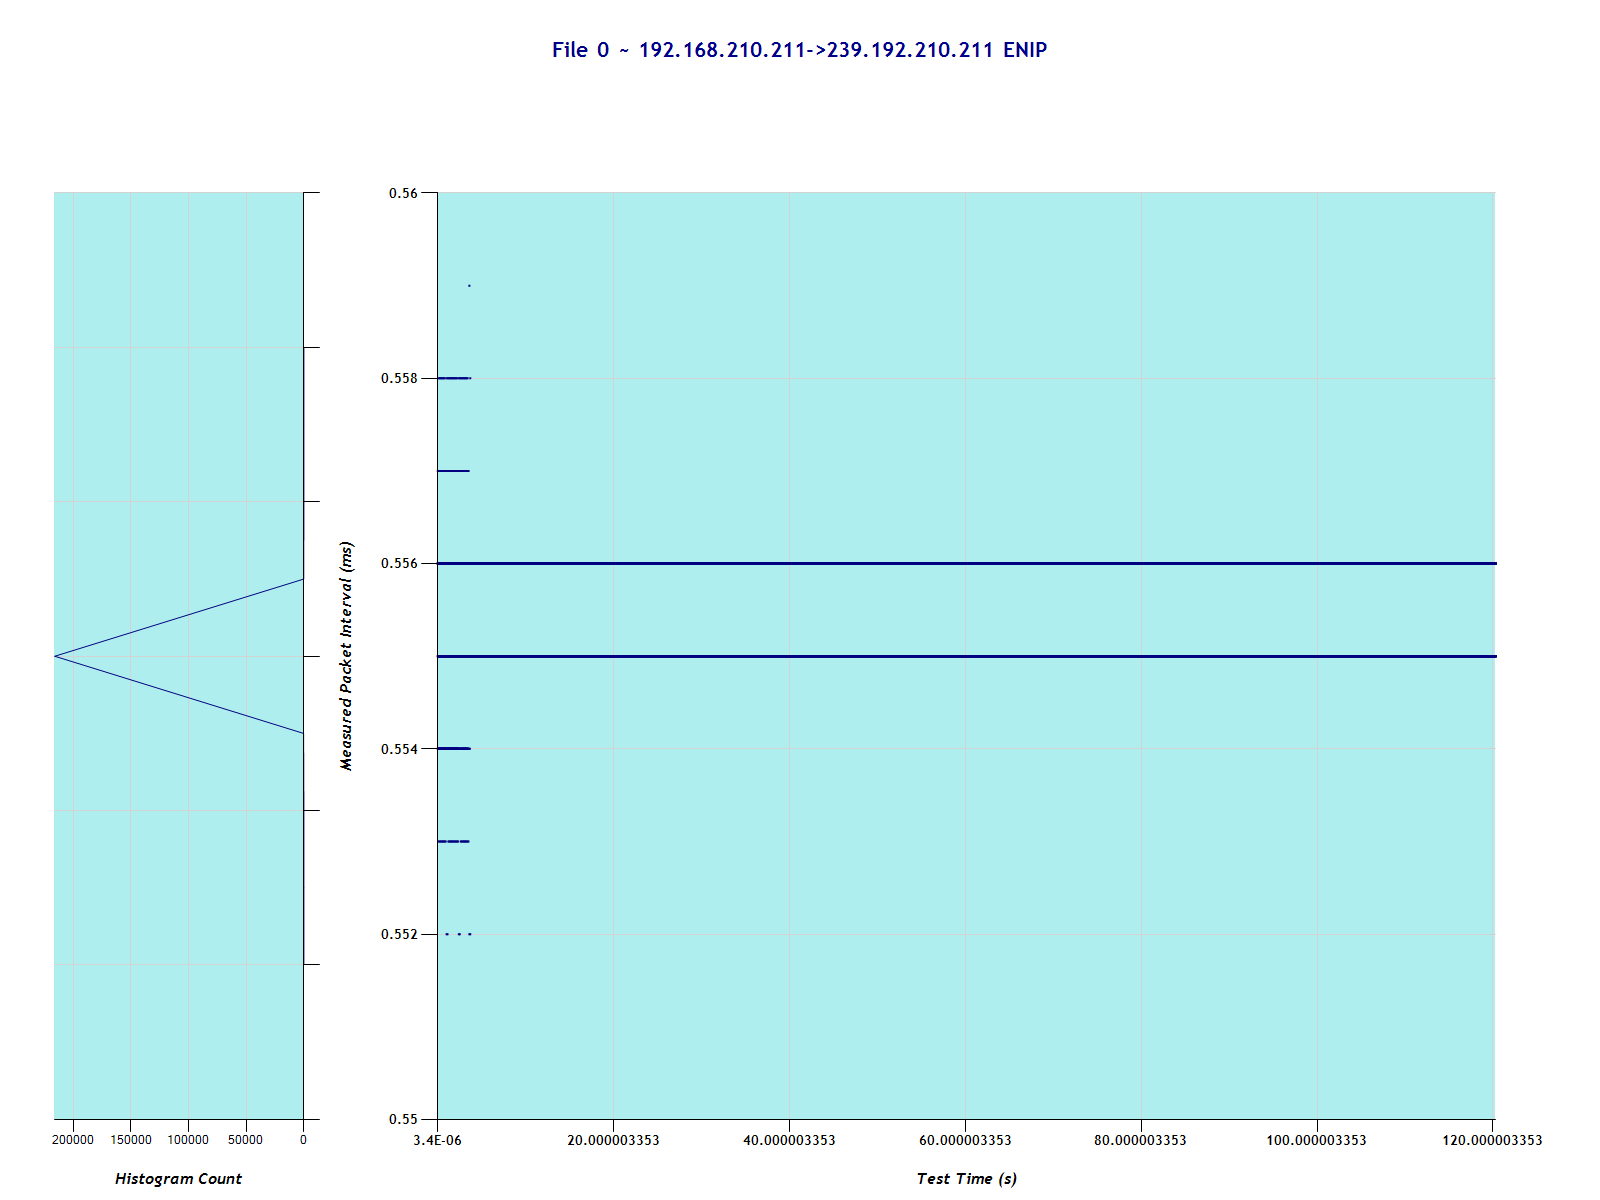 File 0 ~ 192.168.210.211->239.192.210.211 ENIP
Measured Packet Interval (ms)
0.56
0.558
0.556
0.554
0.552
0.55
200000 150000 100000 50000 0
3.4E-06 20.000003353 40.000003353 60.000003353 80.000003353 100.000003353 120.000003353
Histogram Count
Test Time (s)